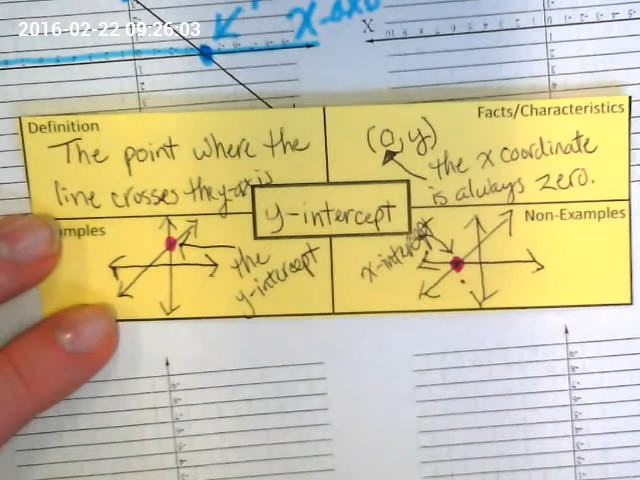 2016-02-22 09:26:03
x-axis
X
Definition
The point where the
line crosses the y-axis
Facts/Characteristics
(0,y)
the x coordinate
is always zero.
y-intercept
amples
the
y-intercept
Non-Examples
x-intercept